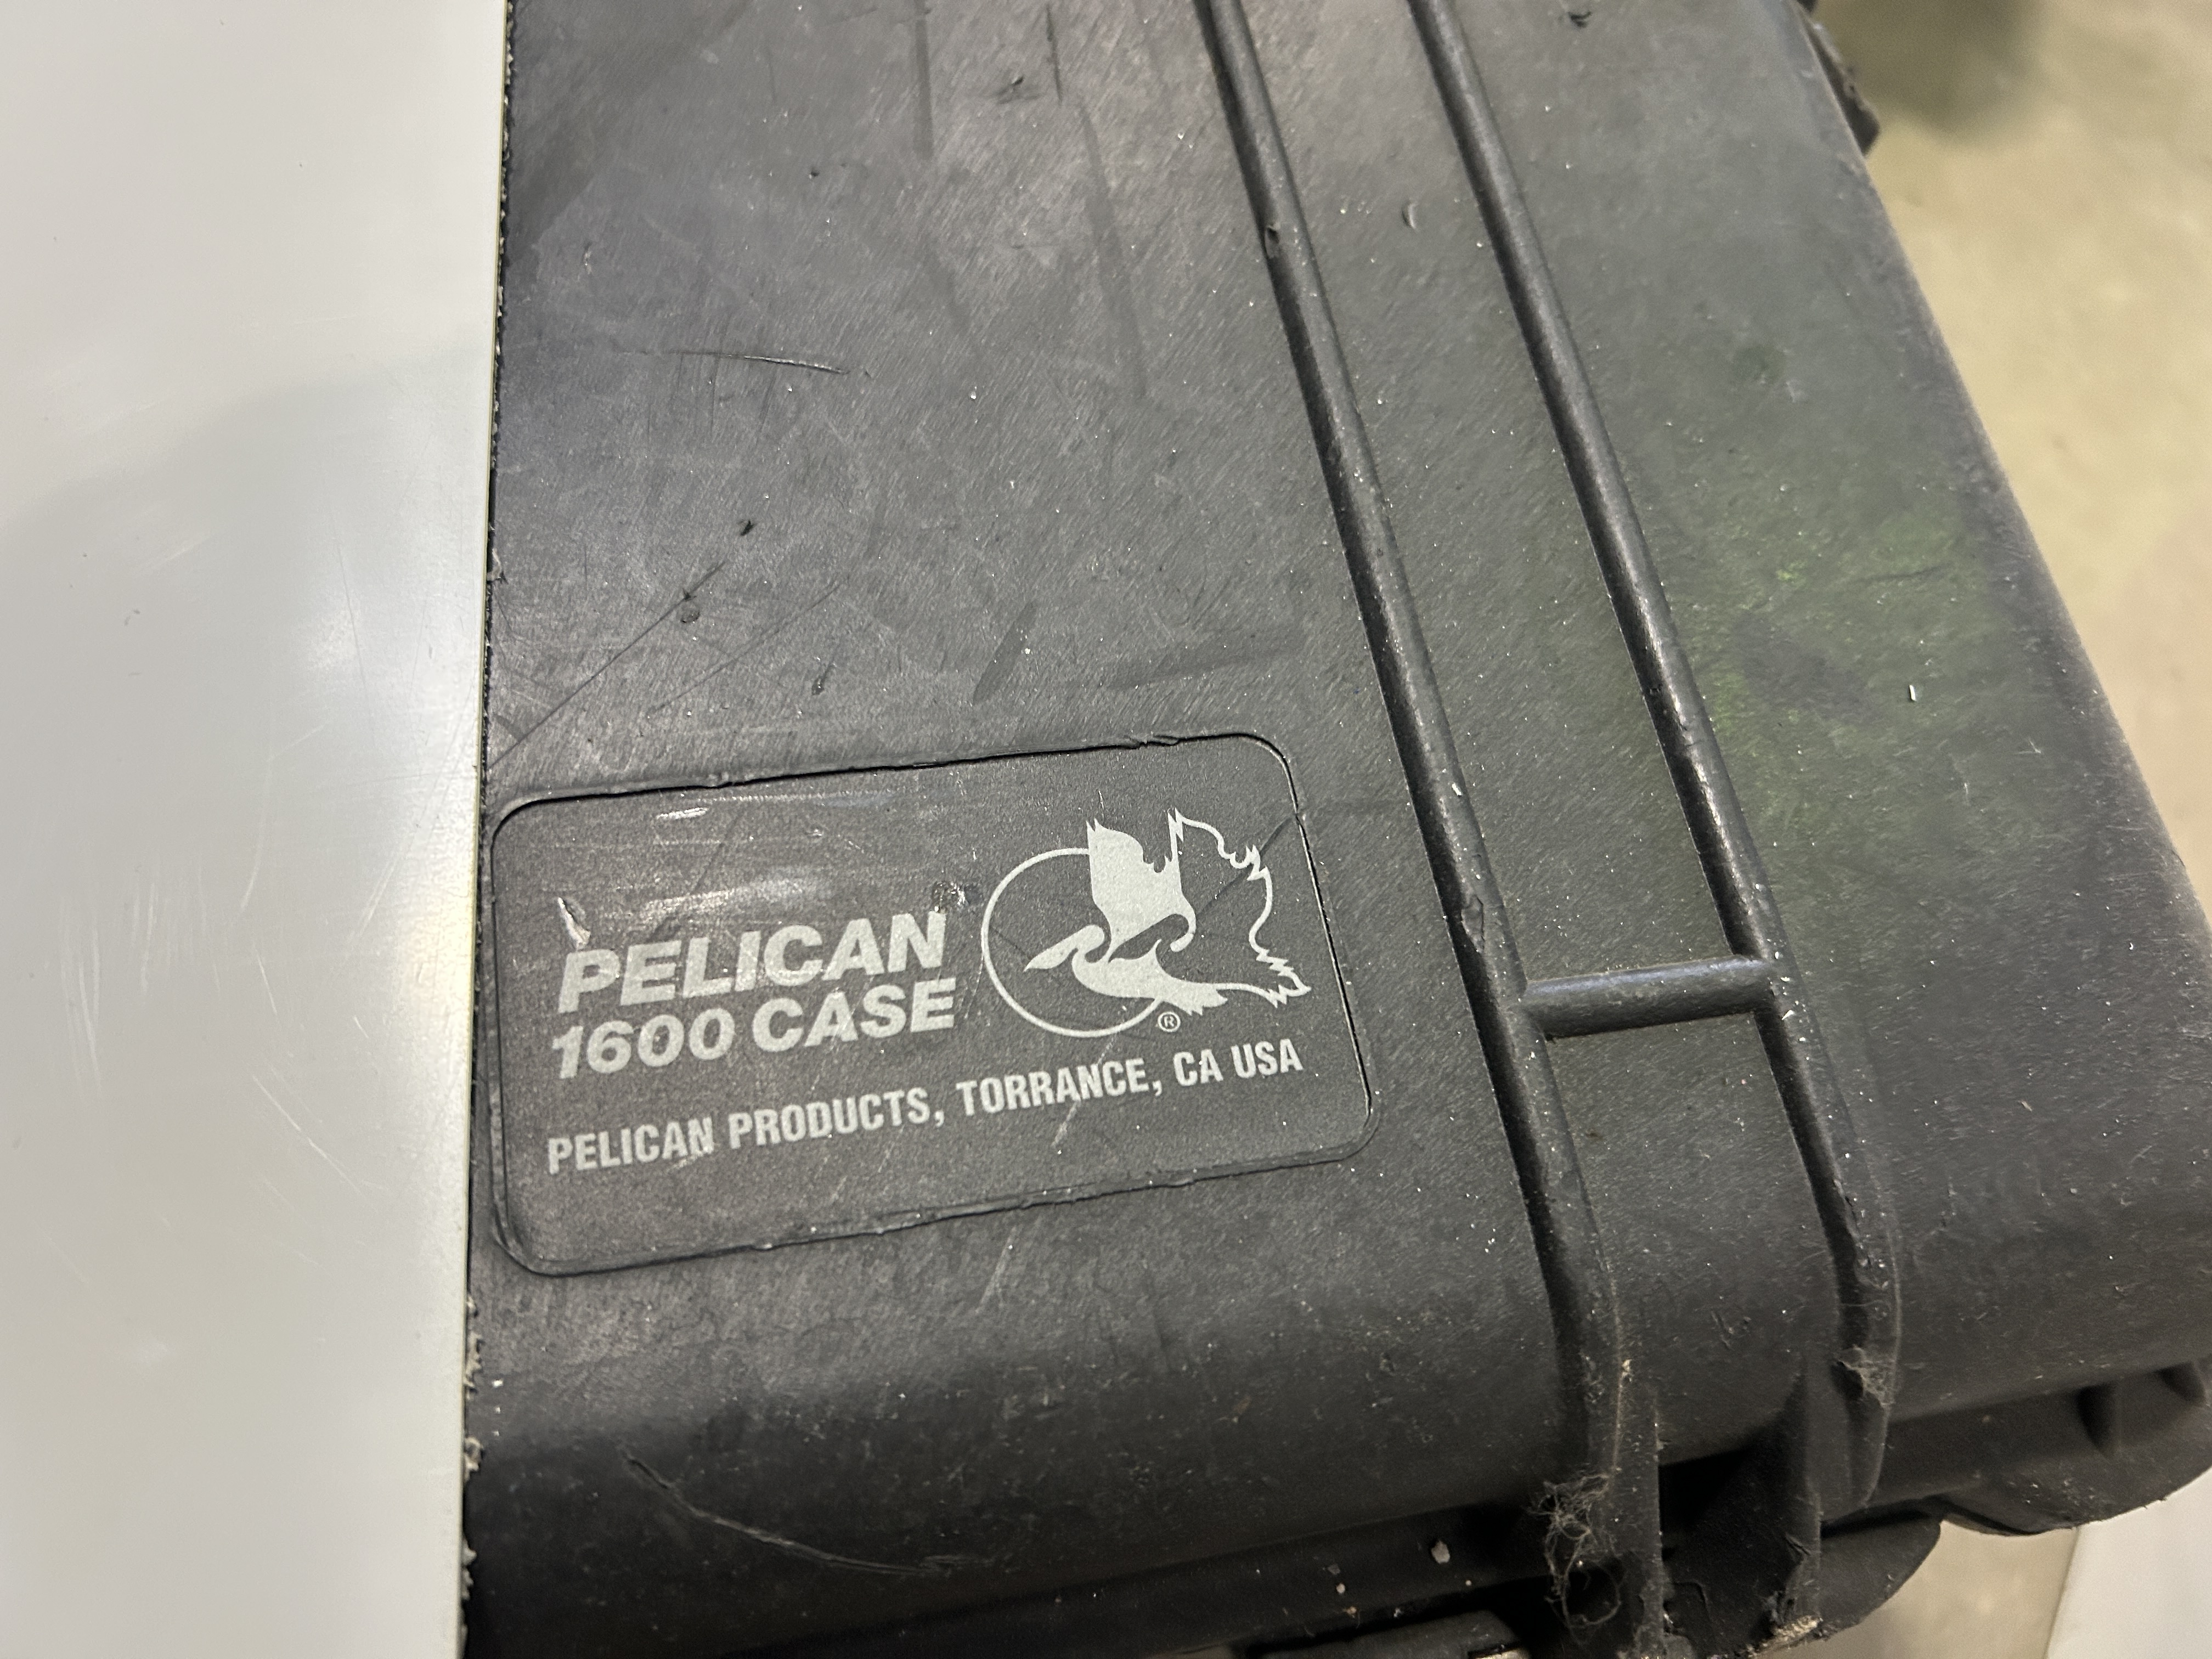 PELICAN
1600 CASE
®
PELICAN PRODUCTS, TORRANCE, CA USA